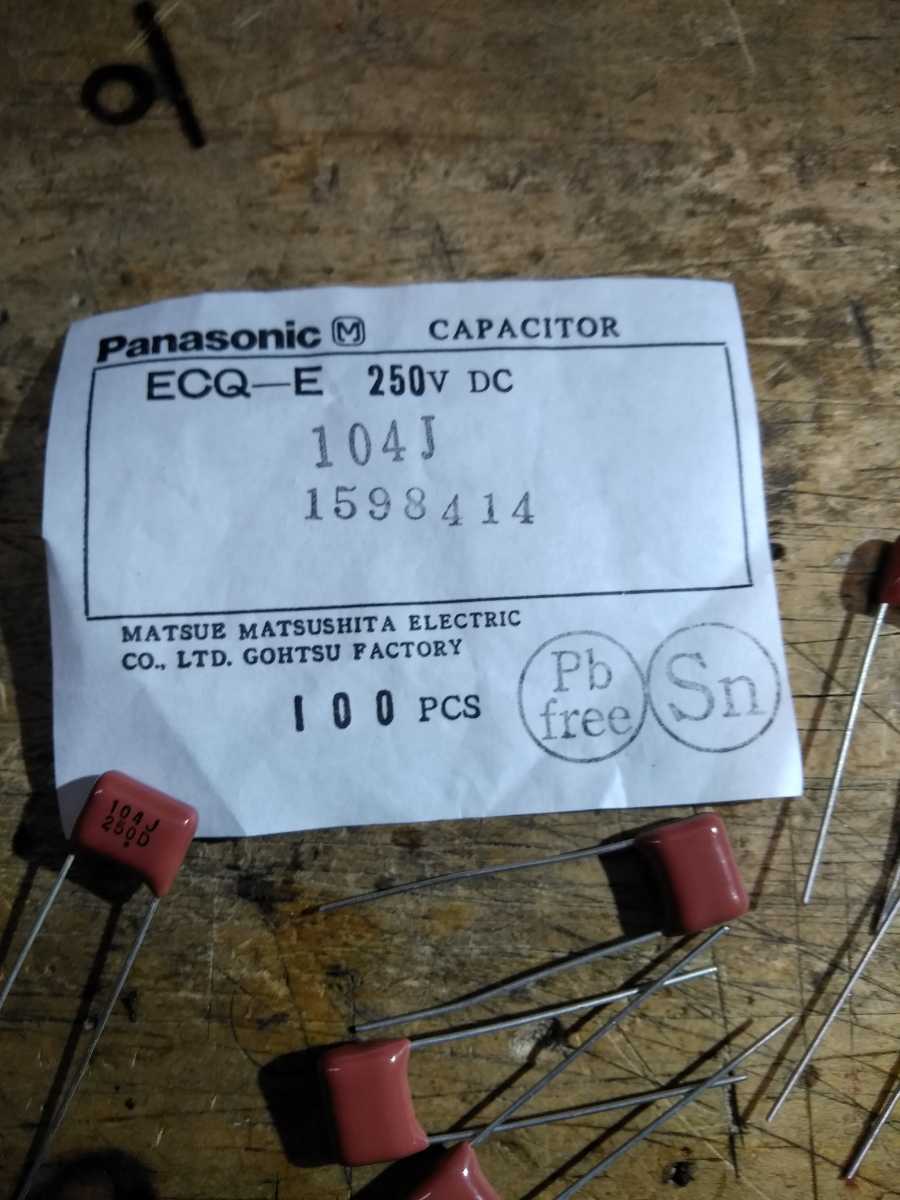 Panasonic M CAPACITOR
ECQ—E 250V DC
104J
1598414
MATSUE MATSUSHITA ELECTRIC
CO., LTD. GOHTSU FACTORY
100 PCS
Pb
free
Sn
104J
250D